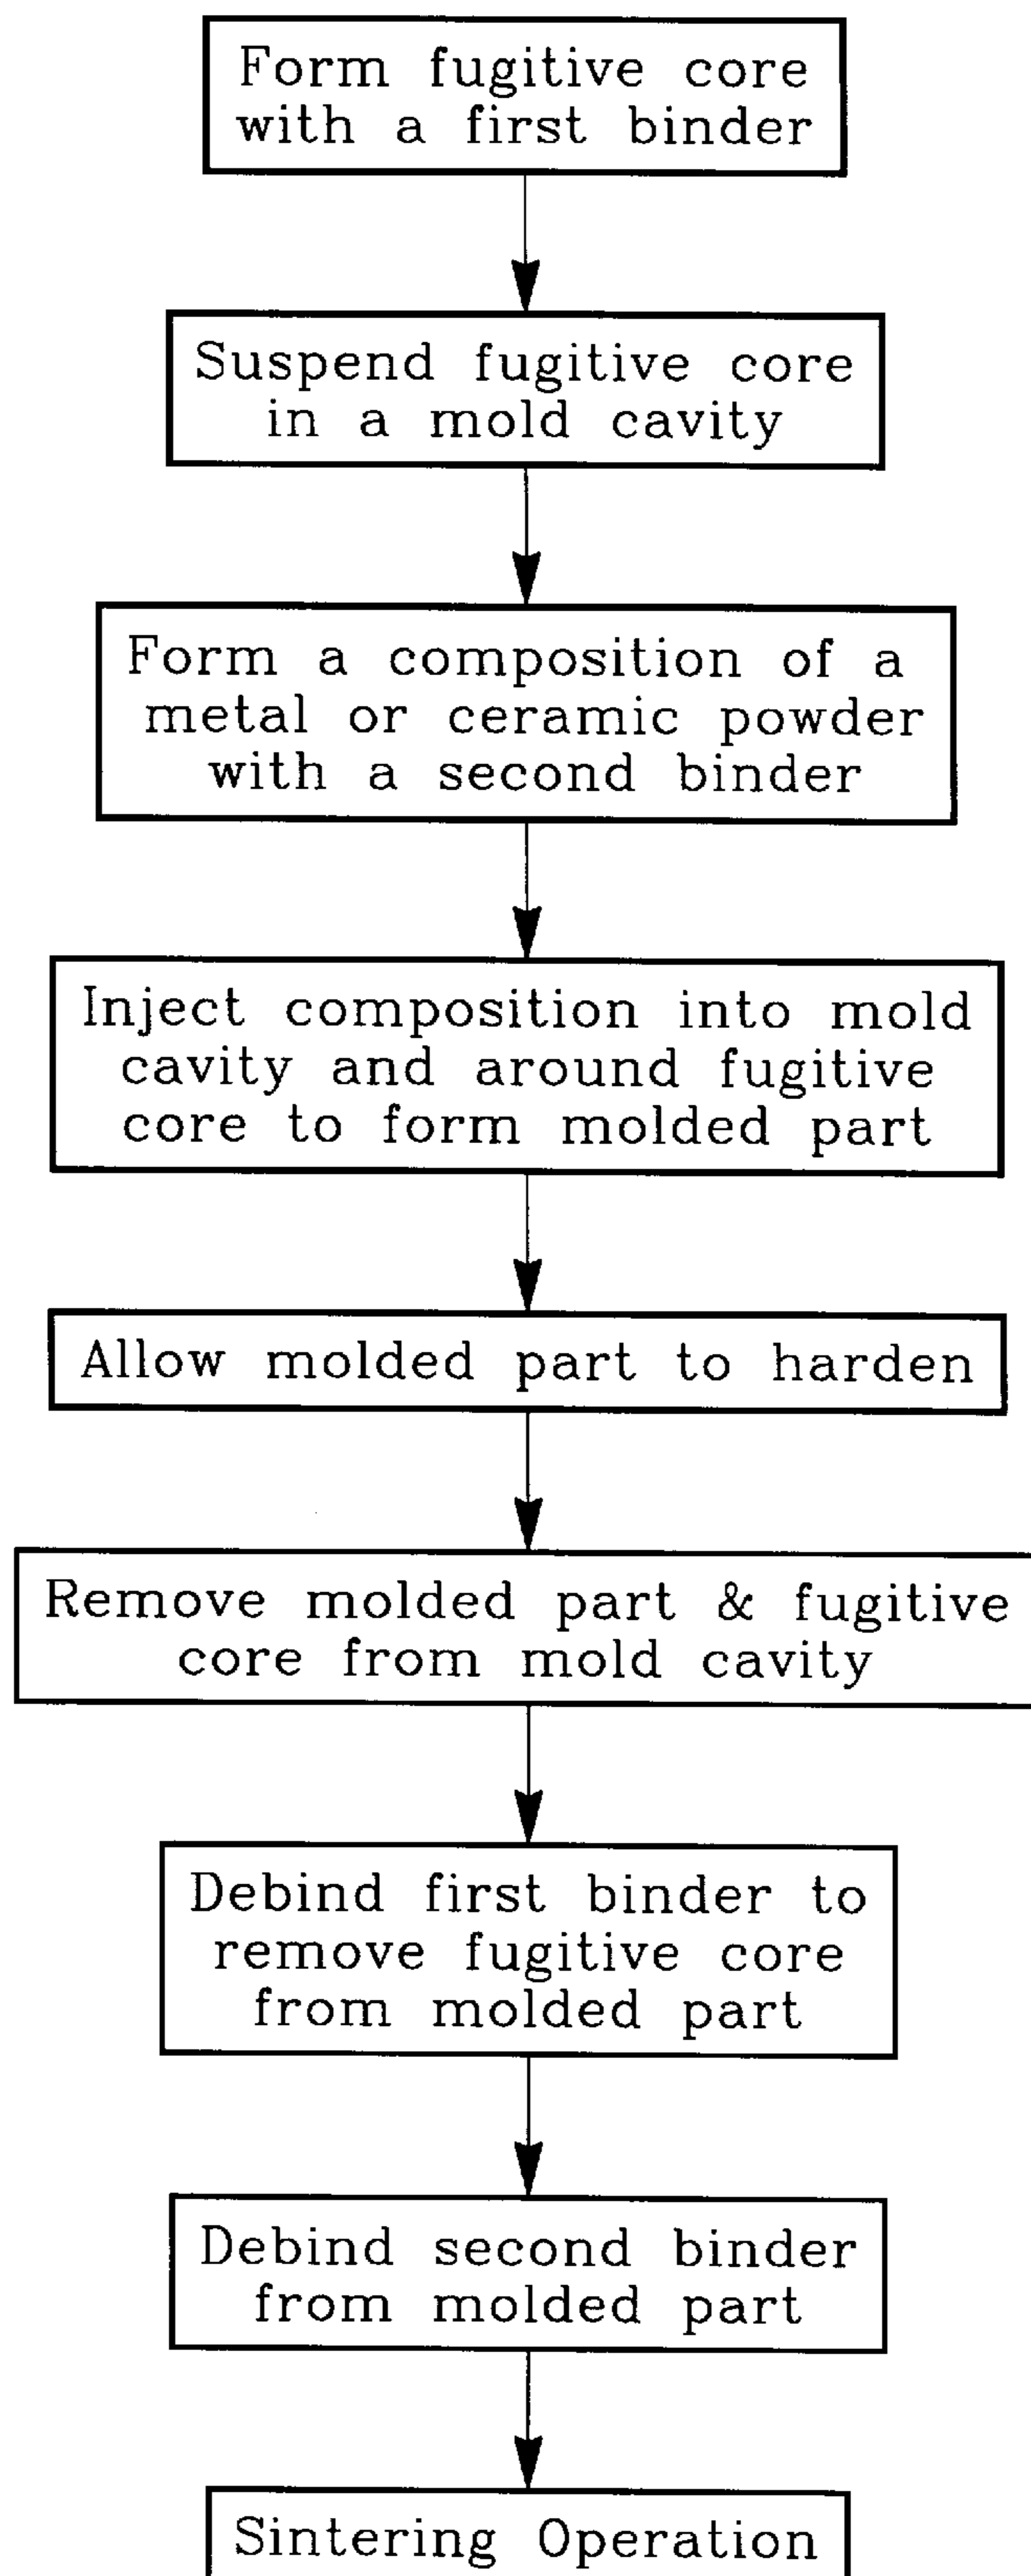 Form fugitive core
with a first binder
Suspend fugitive core
in a mold cavity
Form a composition of a
metal or ceramic powder
with a second binder
Inject composition into mold
cavity and around fugitive
core to form molded part
Allow molded part to harden
Remove molded part & fugitive
core from mold cavity
Debind first binder to
remove fugitive core
from molded part
Debind second binder
from molded part
Sintering Operation